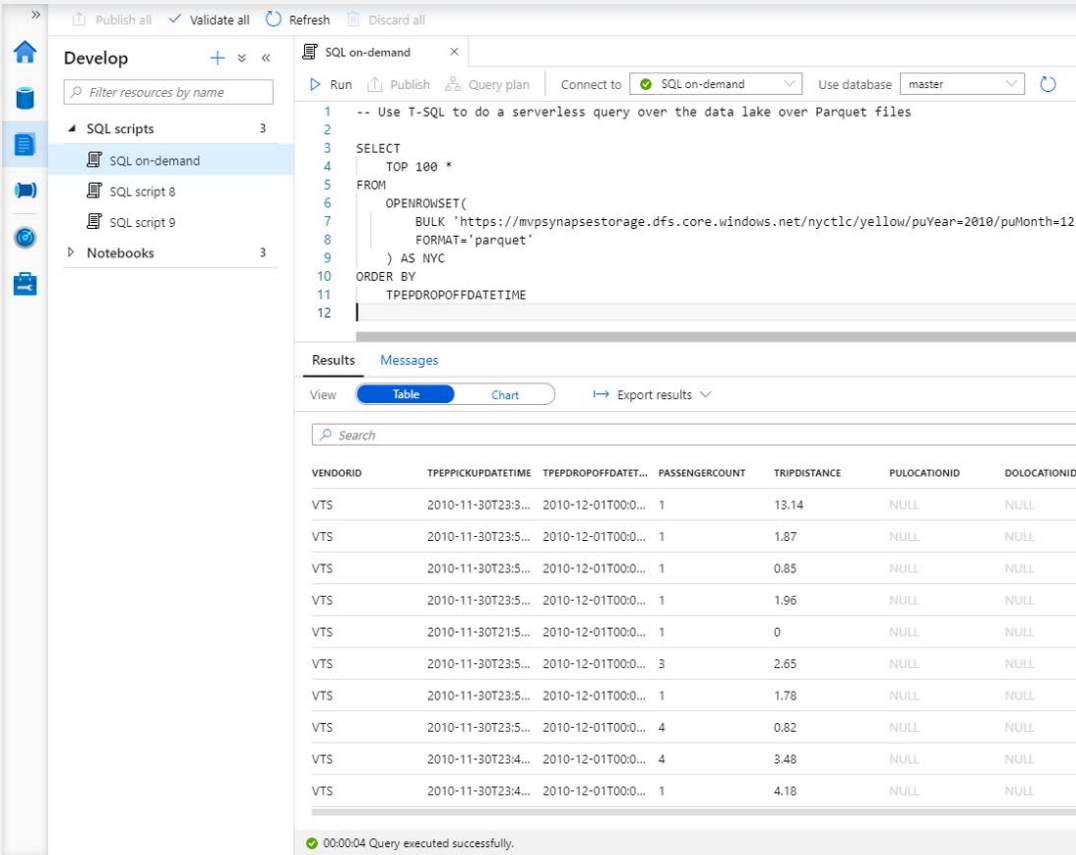 » Publish all Validate all Refresh Discard all
Develop
Filter resources by name
SQL scripts 3
SQL on-demand
SQL script 8
SQL script 9
Notebooks 3
SQL on-demand
Run Publish Query plan Connect to SQL on-demand Use database master
1 -- Use T-SQL to do a serverless query over the data lake over Parquet files
2
3 SELECT
4 TOP 100 *
5 FROM
6 OPENROWSET(
7 BULK 'https://mvpsynapsestorage.dfs.core.windows.net/nyctlc/yellow/puYear=2010/puMonth=12
8 FORMAT='parquet'
9 ) AS NYC
10 ORDER BY
11 TPEPDROPOFFDATETIME
12
Results Messages
View Table Chart Export results
Search
VENDORID TPEPPICKUPDATETIME TPEPDROPOFFDATET... PASSENGERCOUNT TRIPDISTANCE PULOCATIONID DOLOCATIONID
VTS 2010-11-30T23:3... 2010-12-01T00:0... 1 13.14 NULL NULL
VTS 2010-11-30T23:5... 2010-12-01T00:0... 1 1.87 NULL NULL
VTS 2010-11-30T23:5... 2010-12-01T00:0... 1 0.85 NULL NULL
VTS 2010-11-30T23:5... 2010-12-01T00:0... 1 1.96 NULL NULL
VTS 2010-11-30T21:5... 2010-12-01T00:0... 1 0 NULL NULL
VTS 2010-11-30T23:5... 2010-12-01T00:0... 3 2.65 NULL NULL
VTS 2010-11-30T23:5... 2010-12-01T00:0... 1 1.78 NULL NULL
VTS 2010-11-30T23:5... 2010-12-01T00:0... 4 0.82 NULL NULL
VTS 2010-11-30T23:4... 2010-12-01T00:0... 4 3.48 NULL NULL
VTS 2010-11-30T23:4... 2010-12-01T00:0... 1 4.18 NULL NULL
00:00:04 Query executed successfully.